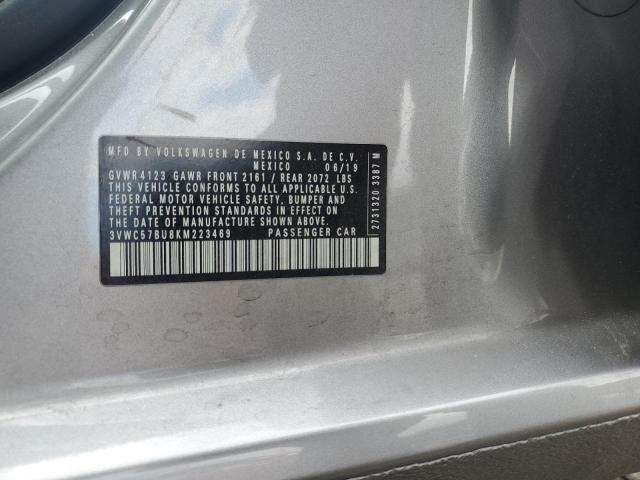 MFD BY VOLKSWAGEN DE MEXICO S.A. DE C.V.
MEXICO 06/19
GVWR 4123 GAWR FRONT 2161 / REAR 2072 LBS
THIS VEHICLE CONFORMS TO ALL APPLICABLE U.S.
FEDERAL MOTOR VEHICLE SAFETY, BUMPER AND
THEFT PREVENTION STANDARDS IN EFFECT ON
THE DATE OF MANUFACTURE SHOWN ABOVE.
3VWC57BU8KM223469 PASSENGER CAR
2731320 3387 M